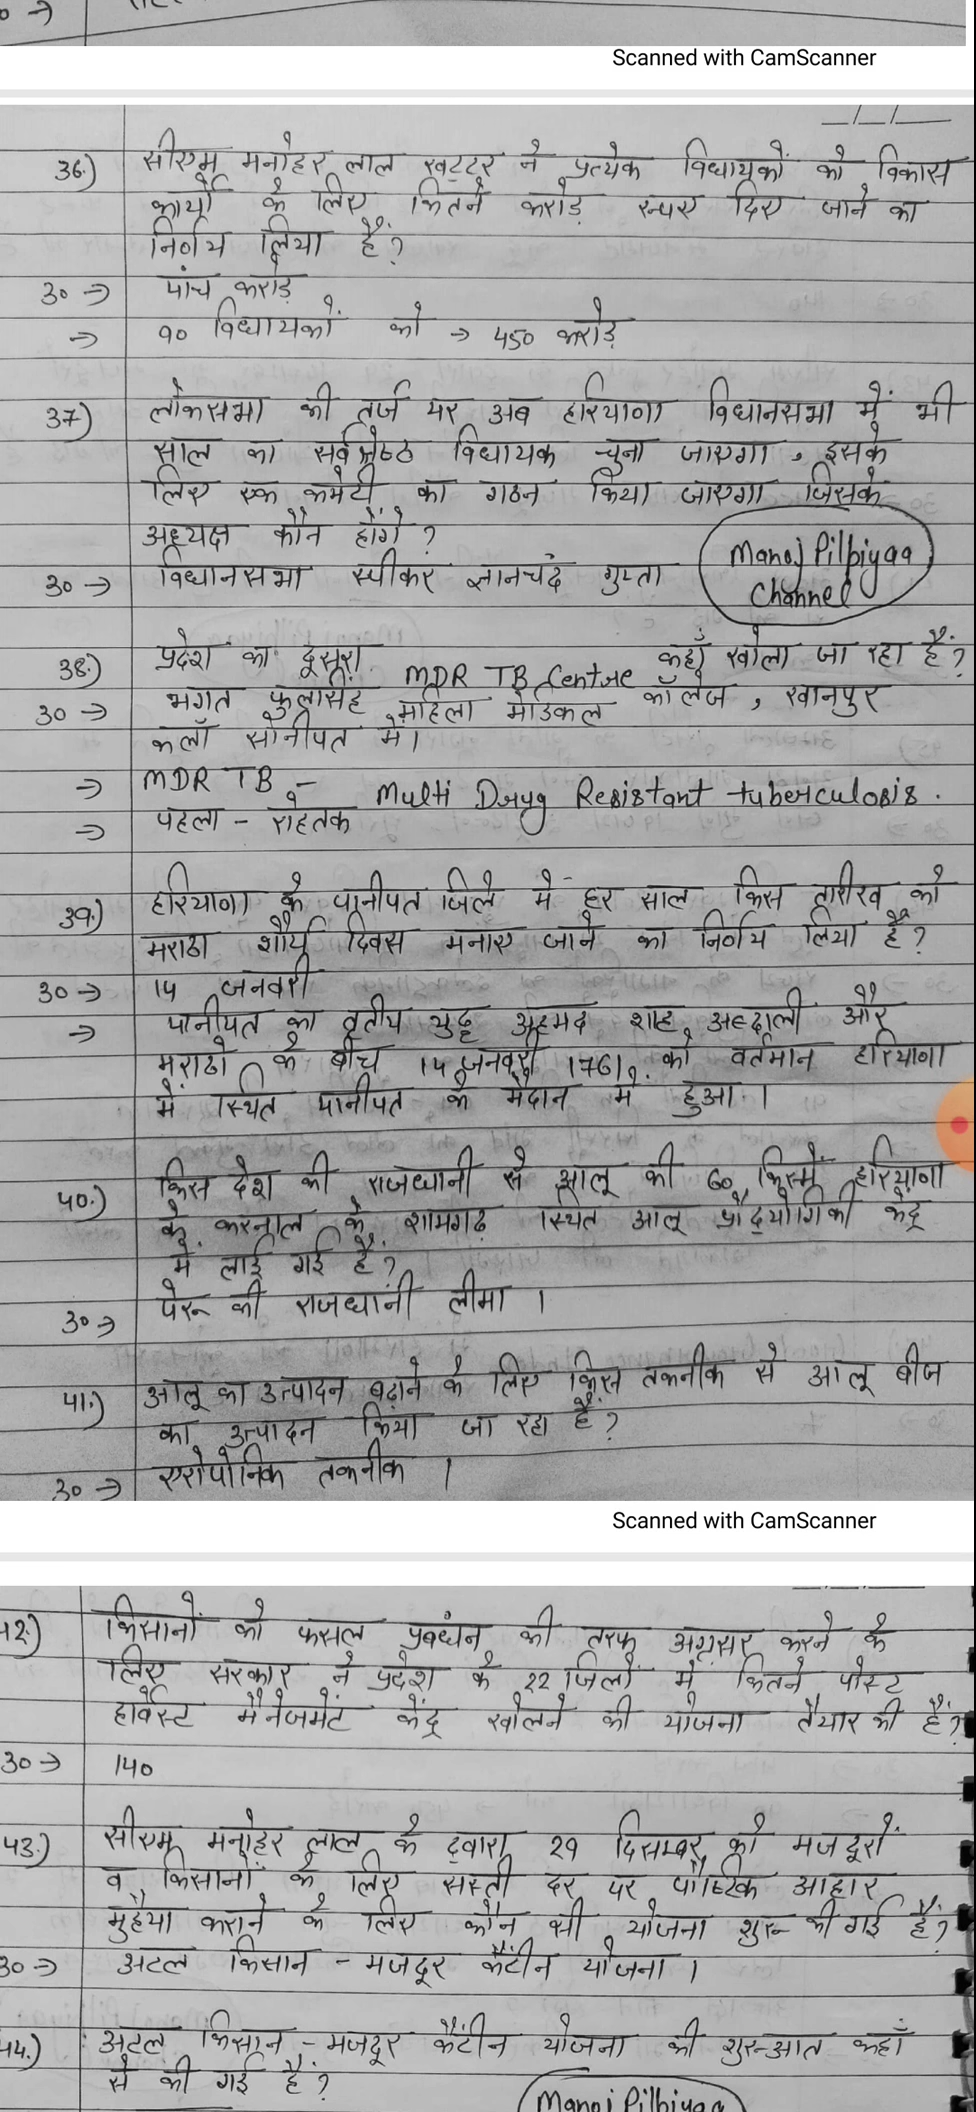 Scanned with CamScanner
36.) सीएम मनोहर लाल खट्टर ने प्रत्येक विधायकों को विकास
कार्यों के लिए कितने करोड़ रूपए दिए जाने का
निर्णय लिया है?
उ० ⇒ पांच करोड़
⇒ 90 विधायकों को ⇒ 450 करोड़
37) लोकसभा की तर्ज पर अब हरियाणा विधानसभा में भी
साल का सर्वश्रेष्ठ विधायक चुना जाएगा, इसके
लिए एक कमेटी का गठन किया जाएगा जिसके
अध्यक्ष कौन होंगे?
उ० ⇒ विधानसभा स्पीकर ज्ञानचंद गुप्ता
Manoj Pilbiyaa
Channel
38.) प्रदेश का दूसरा MDR TB Centre कहाँ खोला जा रहा है?
उ० ⇒ भगत फुलसिंह महिला मेडिकल कॉलेज, खानपुर
कलाँ सोनीपत में।
⇒ MDR TB - Multi Drug Resistant tuberculosis.
⇒ पहला - रोहतक
39.) हरियाणा के पानीपत जिले में हर साल किस तारीख को
मराठा शौर्य दिवस मनाए जाने का निर्णय लिया है?
उ० ⇒ 14 जनवरी
⇒ पानीपत का तृतीय युद्ध अहमद शाह अब्दाली और
मराठों के बीच 14 जनवरी 1761 को वर्तमान हरियाणा
में स्थित पानीपत के मैदान में हुआ।
40.) किस देश की राजधानी से आलू की 60 किस्में हरियाणा
के करनाल के शामगढ़ स्थित आलू प्रौद्योगिकी केंद्र
में लाई गई है?
उ० ⇒ पेरू की राजधानी लीमा।
41.) आलू का उत्पादन बढ़ाने के लिए किस तकनीक से आलू बीज
का उत्पादन किया जा रहा है?
उ० ⇒ एरोपोनिक तकनीक।
Scanned with CamScanner
42.) किसानों को फसल प्रबंधन की तरफ अग्रसर करने के
लिए सरकार ने प्रदेश के 22 जिलों में कितने पोस्ट
हार्वेस्ट मैनेजमेंट केंद्र खोलने की योजना तैयार की है?
उ० ⇒ 140
43.) सीएम मनोहर लाल के द्वारा 21 दिसम्बर को मजदूरों
व किसानों के लिए सस्ती दर पर पौष्टिक आहार
मुहैया कराने के लिए कौन सी योजना शुरू की गई है?
उ० ⇒ अटल किसान - मजदूर कैंटीन योजना।
44.) अटल किसान - मजदूर कैंटीन योजना की शुरूआत कहाँ
से की गई है?
Manoj Pilbiyaa